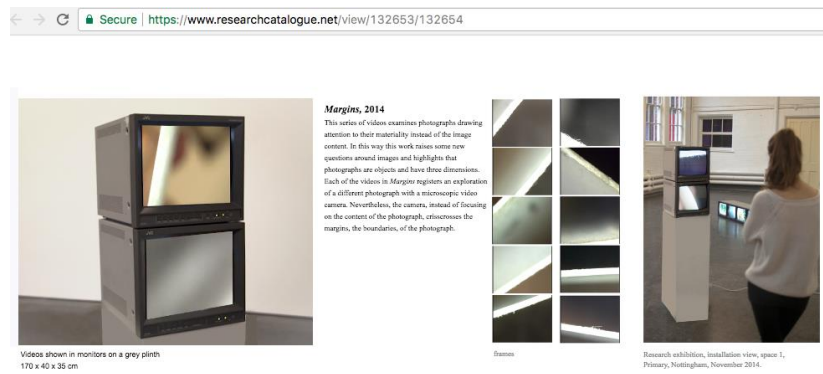 Secure | https://www.researchcatalogue.net/view/132653/132654
Margins, 2014
This series of videos examines photographs drawing
attention to their materiality instead of the image
content. In this way this work raises some new
questions around images and highlights that
photographs are objects and have three dimensions.
Each of the videos in Margins registers an exploration
of a different photograph with a microscopic video
camera. Nevertheless, the camera, instead of focusing
on the content of the photograph, crisscrosses the
margins, the boundaries, of the photograph.
Videos shown in monitors on a grey plinth
170 x 40 x 35 cm
frames
Research exhibition, installation view, space 1,
Primary, Nottingham, November 2014.